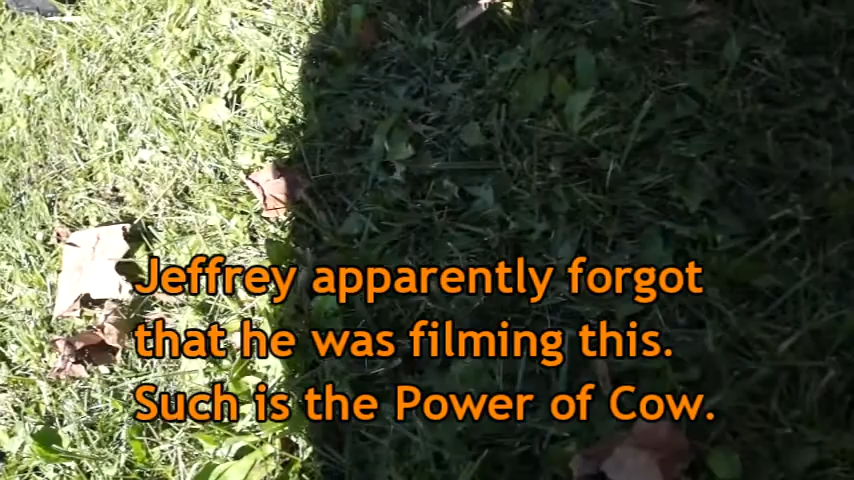 Jeffrey apparently forgot
that he was filming this.
Such is the Power of Cow.